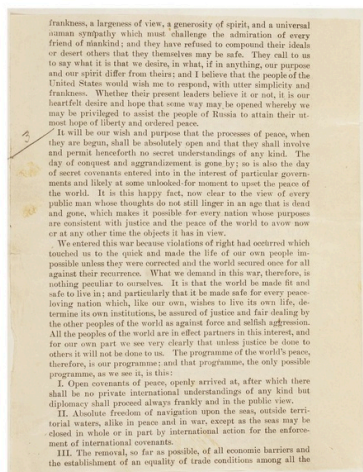 frankness, a largeness of view, a generosity of spirit, and a universal
human sympathy which must challenge the admiration of every
friend of mankind; and they have refused to compound their ideals
or desert others that they themselves may be safe. They call to us
to say what it is that we desire, in what, if in anything, our purpose
and our spirit differ from theirs; and I believe that the people of the
United States would wish me to respond, with utter simplicity and
frankness. Whether their present leaders believe it or not, it is our
heartfelt desire and hope that some way may be opened whereby we
may be privileged to assist the people of Russia to attain their ut-
most hope of liberty and ordered peace.
It will be our wish and purpose that the processes of peace, when
they are begun, shall be absolutely open and that they shall involve
and permit henceforth no secret understandings of any kind. The
day of conquest and aggrandizement is gone by; so is also the day
of secret covenants entered into in the interest of particular govern-
ments and likely at some unlooked-for moment to upset the peace of
the world. It is this happy fact, now clear to the view of every
public man whose thoughts do not still linger in an age that is dead
and gone, which makes it possible for every nation whose purposes
are consistent with justice and the peace of the world to avow now
or at any other time the objects it has in view.
We entered this war because violations of right had occurred which
touched us to the quick and made the life of our own people im-
possible unless they were corrected and the world secured once for all
against their recurrence. What we demand in this war, therefore, is
nothing peculiar to ourselves. It is that the world be made fit and
safe to live in; and particularly that it be made safe for every peace-
loving nation which, like our own, wishes to live its own life, de-
termine its own institutions, be assured of justice and fair dealing by
the other peoples of the world as against force and selfish aggression.
All the peoples of the world are in effect partners in this interest, and
for our own part we see very clearly that unless justice be done to
others it will not be done to us. The programme of the world's peace,
therefore, is our programme; and that programme, the only possible
programme, as we see it, is this:
I. Open covenants of peace, openly arrived at, after which there
shall be no private international understandings of any kind but
diplomacy shall proceed always frankly and in the public view.
II. Absolute freedom of navigation upon the seas, outside terri-
torial waters, alike in peace and in war, except as the seas may be
closed in whole or in part by international action for the enforce-
ment of international covenants.
III. The removal, so far as possible, of all economic barriers and
the establishment of an equality of trade conditions among all the